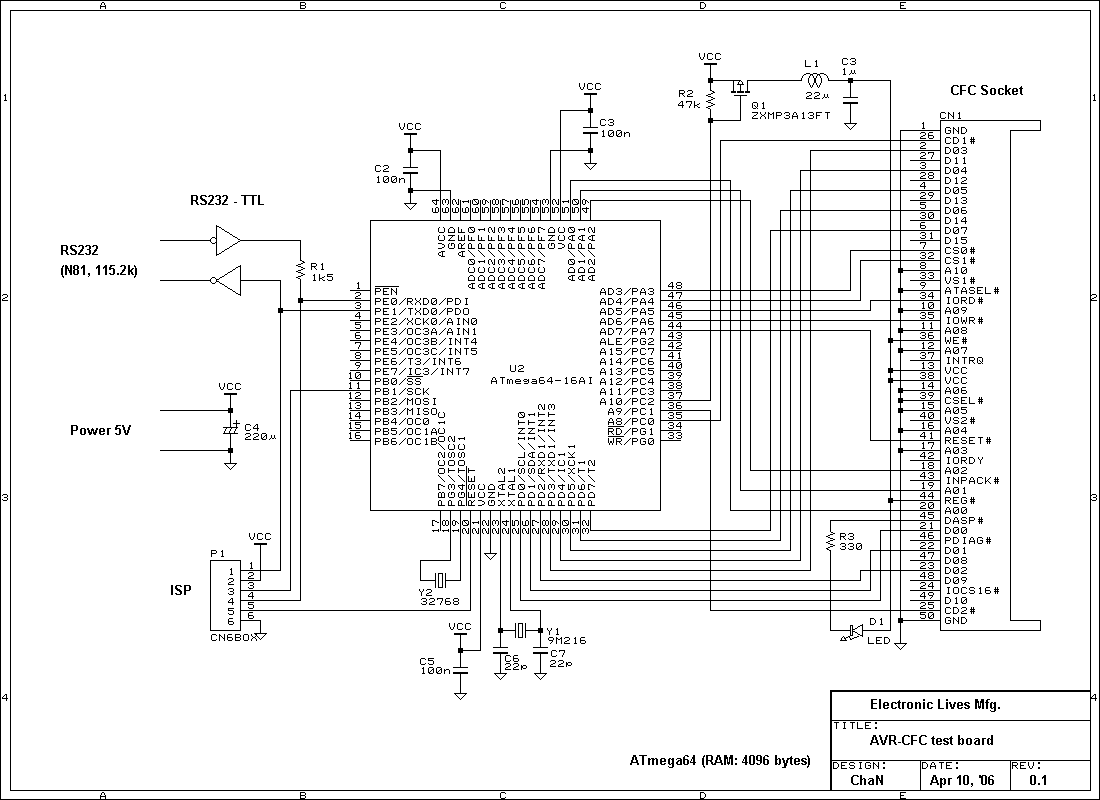 A B C D E
1 1
2 2
3 3
4 4
A B C D E
RS232 - TTL
RS232
(N81, 115.2k)
R1
1k5
VCC
Power 5V
C4
220µ
ISP
P1
VCC
1
2
3
4
5
6
1
2
3
4
5
6
CN6BOX
VCC
C2
100n
VCC
C3
100n
64 63 62 61 60 59 58 57 56 55 54 53 52 51 50 49
AVCC
GND
AREF
ADC0/PF0
ADC1/PF1
ADC2/PF2
ADC3/PF3
ADC4/PF4
ADC5/PF5
ADC6/PF6
ADC7/PF7
GND
VCC
AD0/PA0
AD1/PA1
AD2/PA2
1 PEN
2 PE0/RXD0/PDI
3 PE1/TXD0/PDO
4 PE2/XCK0/AIN0
5 PE3/OC3A/AIN1
6 PE4/OC3B/INT4
7 PE5/OC3C/INT5
8 PE6/T3/INT6
9 PE7/IC3/INT7
10 PB0/SS
11 PB1/SCK
12 PB2/MOSI
13 PB3/MISO
14 PB4/OC0
15 PB5/OC1A
16 PB6/OC1B
U2
ATmega64-16AI
AD3/PA3 48
AD4/PA4 47
AD5/PA5 46
AD6/PA6 45
AD7/PA7 44
ALE/PG2 43
A15/PC7 42
A14/PC6 41
A13/PC5 40
A12/PC4 39
A11/PC3 38
A10/PC2 37
A9/PC1 36
A8/PC0 35
RD/PG1 34
WR/PG0 33
PB7/OC2/OC1C
PG3/TOSC2
PG4/TOSC1
RESET
VCC
GND
XTAL2
XTAL1
PD0/SCL/INT0
PD1/SDA/INT1
PD2/RXD1/INT2
PD3/TXD1/INT3
PD4/IC1
PD5/XCK1
PD6/T1
PD7/T2
17 18 19 20 21 22 23 24 25 26 27 28 29 30 31 32
Y2
32768
VCC
C5
100n
C6
22p
Y1
9M216
C7
22p
VCC
R2
47k
Q1
ZXMP3A13FT
L1
22µ
C3
1µ
CFC Socket
CN1
1 GND
26 CD1#
2 D03
27 D11
3 D04
28 D12
4 D05
29 D13
5 D06
30 D14
6 D07
31 D15
7 CS0#
32 CS1#
8 A10
33 VS1#
9 ATASEL#
34 IORD#
10 A09
35 IOWR#
11 A08
36 WE#
12 A07
37 INTRQ
13 VCC
38 VCC
14 A06
39 CSEL#
15 A05
40 VS2#
16 A04
41 RESET#
17 A03
42 IORDY
18 A02
43 INPACK#
19 A01
44 REG#
20 A00
45 DASP#
21 D00
46 PDIAG#
22 D01
47 D08
23 D02
48 D09
24 IOCS16#
49 D10
25 CD2#
50 GND
R3
330
D1
LED
ATmega64 (RAM: 4096 bytes)
Electronic Lives Mfg.
TITLE:
AVR-CFC test board
DESIGN: DATE: REV:
ChaN Apr 10, '06 0.1